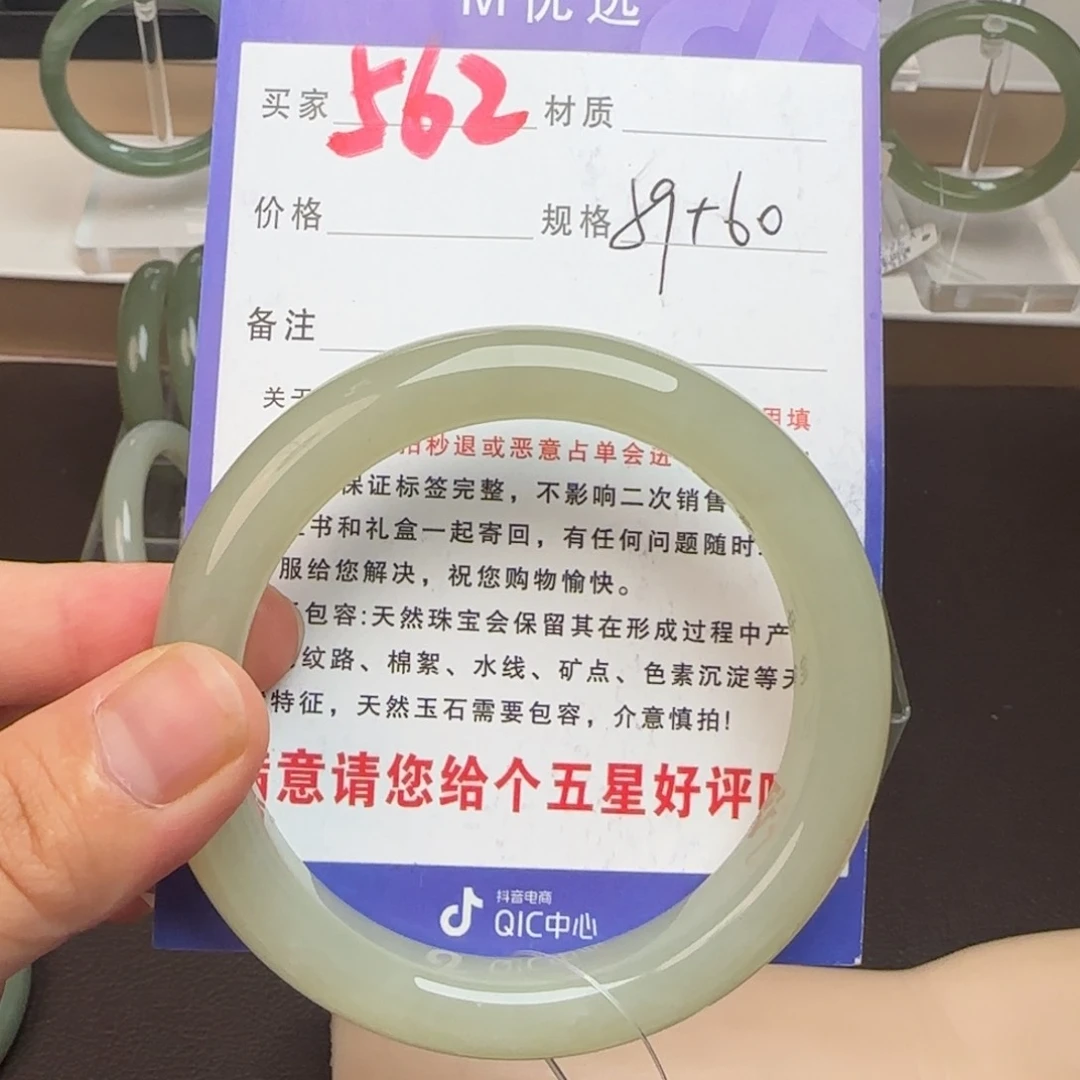 M优选
买家 562 材质
价格 规格 89+60
备注
关于 用填
拍秒退或恶意占单会进
保证标签完整，不影响二次销售
书和礼盒一起寄回，有任何问题随时
服给您解决，祝您购物愉快。
包容:天然珠宝会保留其在形成过程中产
纹路、棉絮、水线、矿点、色素沉淀等天
特征，天然玉石需要包容，介意慎拍!
满意请您给个五星好评
抖音电商
QIC中心